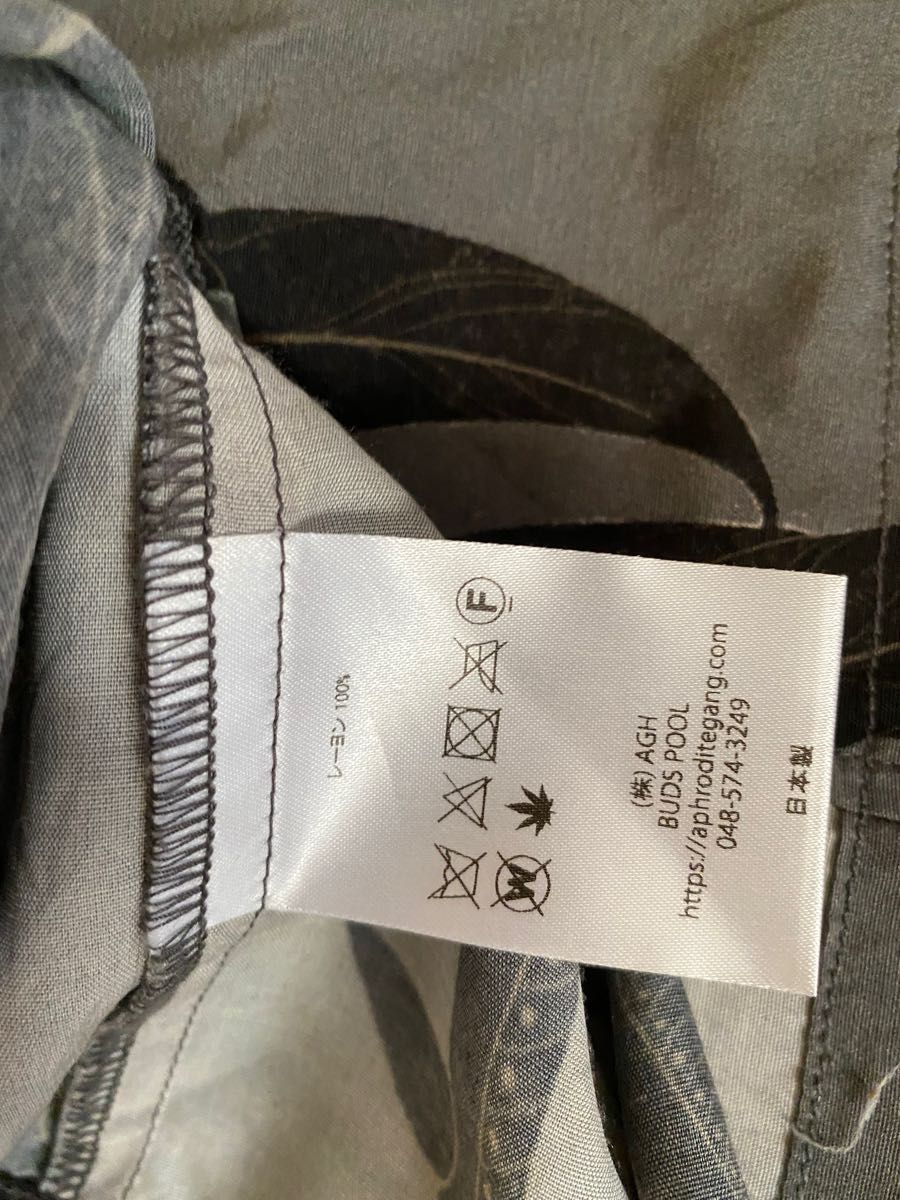 レーヨン 100%
F
W
(株) AGH
BUDS POOL
https://aphroditegang.com
048-574-3249
日本製